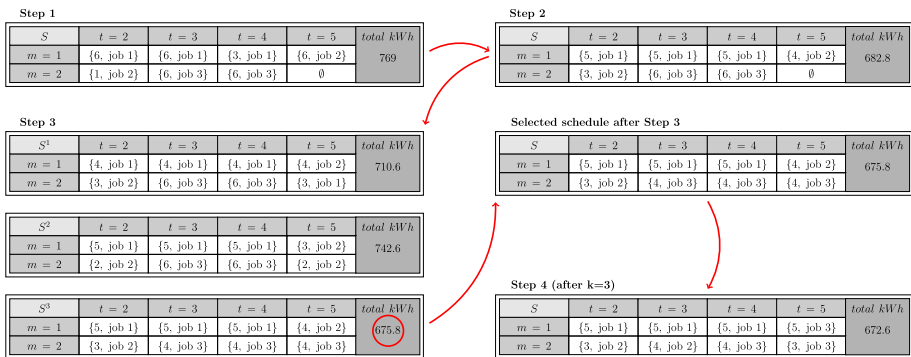 Step 1
S t = 2 t = 3 t = 4 t = 5 total kWh
m = 1 {6, job 1} {6, job 1} {3, job 1} {6, job 2} 769
m = 2 {1, job 2} {6, job 3} {6, job 3} ∅
Step 2
S t = 2 t = 3 t = 4 t = 5 total kWh
m = 1 {5, job 1} {5, job 1} {5, job 1} {4, job 2} 682.8
m = 2 {3, job 2} {6, job 3} {6, job 3} ∅
Step 3
S¹ t = 2 t = 3 t = 4 t = 5 total kWh
m = 1 {4, job 1} {4, job 1} {4, job 1} {4, job 2} 710.6
m = 2 {3, job 2} {6, job 3} {6, job 3} {3, job 1}
S² t = 2 t = 3 t = 4 t = 5 total kWh
m = 1 {5, job 1} {5, job 1} {5, job 1} {3, job 2} 742.6
m = 2 {2, job 2} {6, job 3} {6, job 3} {2, job 2}
S³ t = 2 t = 3 t = 4 t = 5 total kWh
m = 1 {5, job 1} {5, job 1} {5, job 1} {4, job 2} 675.8
m = 2 {3, job 2} {4, job 3} {4, job 3} {4, job 3}
Selected schedule after Step 3
S t = 2 t = 3 t = 4 t = 5 total kWh
m = 1 {5, job 1} {5, job 1} {5, job 1} {4, job 2} 675.8
m = 2 {3, job 2} {4, job 3} {4, job 3} {4, job 3}
Step 4 (after k=3)
S t = 2 t = 3 t = 4 t = 5 total kWh
m = 1 {5, job 1} {5, job 1} {5, job 1} {5, job 3} 672.6
m = 2 {3, job 2} {4, job 2} {4, job 3} {4, job 3}